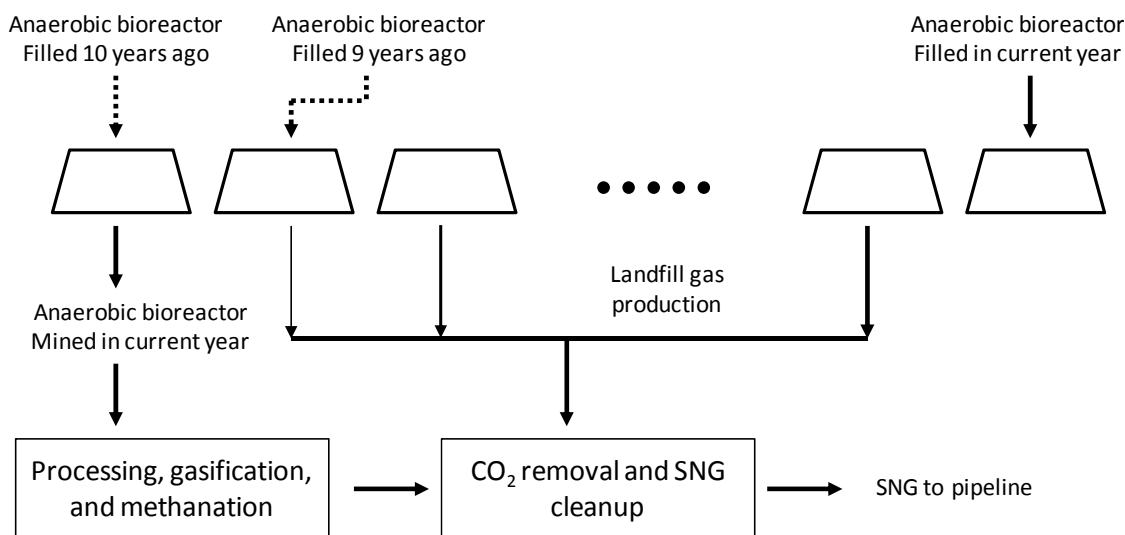 Anaerobic bioreactor
Filled 10 years ago
Anaerobic bioreactor
Filled 9 years ago
Anaerobic bioreactor
Filled in current year
Landfill gas
production
Anaerobic bioreactor
Mined in current year
Processing, gasification,
and methanation
CO₂ removal and SNG
cleanup
SNG to pipeline